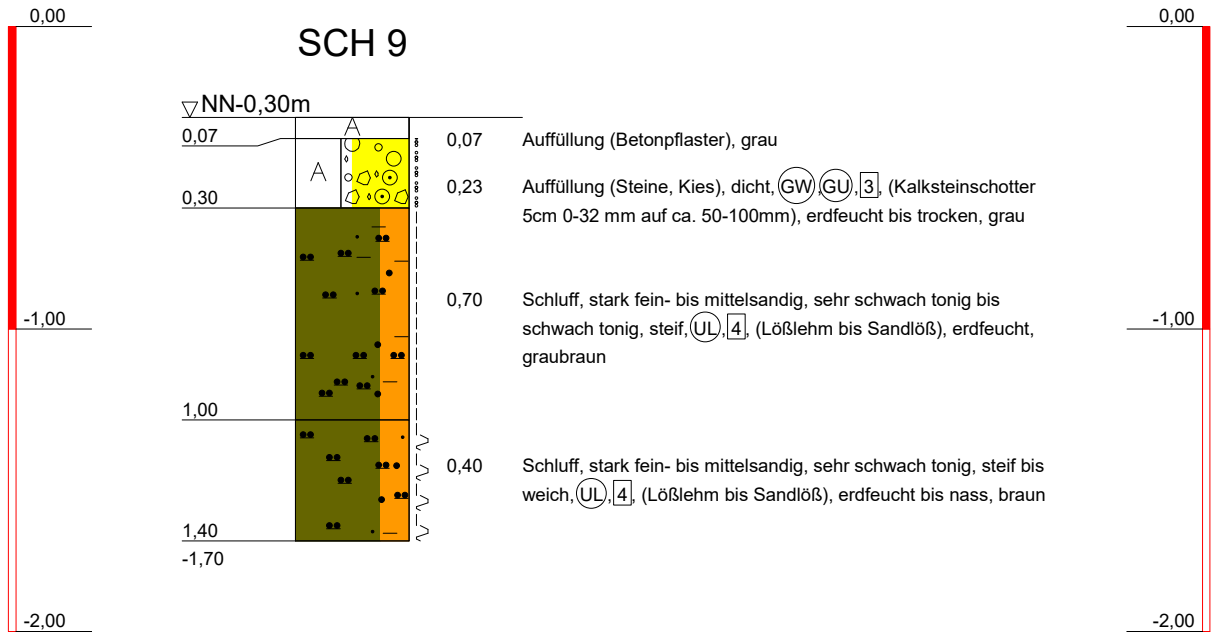 0,00
0,00
SCH 9
NN-0,30m
A
0,07
0,07
Auffüllung (Betonpflaster), grau
A
0,23
Auffüllung (Steine, Kies), dicht, GW, GU, 3, (Kalksteinschotter
5cm 0-32 mm auf ca. 50-100mm), erdfeucht bis trocken, grau
0,30
0,70
Schluff, stark fein- bis mittelsandig, sehr schwach tonig bis
schwach tonig, steif, UL, 4, (Lößlehm bis Sandlöß), erdfeucht,
graubraun
-1,00
-1,00
1,00
0,40
Schluff, stark fein- bis mittelsandig, sehr schwach tonig, steif bis
weich, UL, 4, (Lößlehm bis Sandlöß), erdfeucht bis nass, braun
1,40
-1,70
-2,00
-2,00